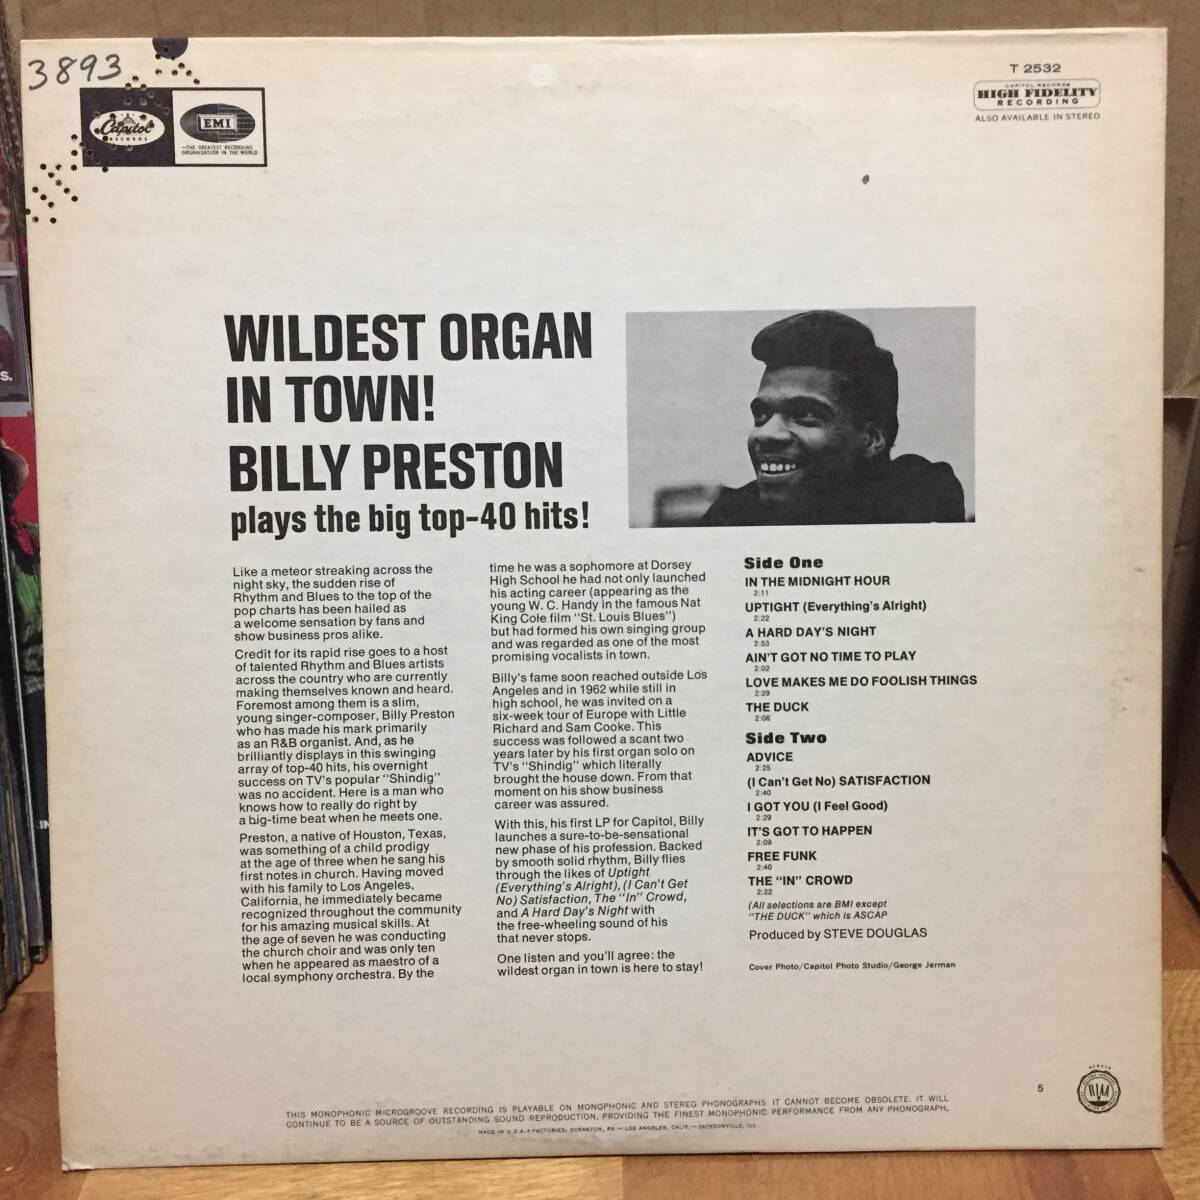 3893
Capitol
RECORDS
EMI
—THE GREATEST RECORDING
ORGANISATION IN THE WORLD
T 2532
CAPITOL RECORDS
HIGH FIDELITY
RECORDING
ALSO AVAILABLE IN STEREO
WILDEST ORGAN
IN TOWN!
BILLY PRESTON
plays the big top-40 hits!
Like a meteor streaking across the
night sky, the sudden rise of
Rhythm and Blues to the top of the
pop charts has been hailed as
a welcome sensation by fans and
show business pros alike.
Credit for its rapid rise goes to a host
of talented Rhythm and Blues artists
across the country who are currently
making themselves known and heard.
Foremost among them is a slim,
young singer-composer, Billy Preston
who has made his mark primarily
as an R&B organist. And, as he
brilliantly displays in this swinging
array of top-40 hits, his overnight
success on TV's popular "Shindig"
was no accident. Here is a man who
knows how to really do right by
a big-time beat when he meets one.
Preston, a native of Houston, Texas,
was something of a child prodigy
at the age of three when he sang his
first notes in church. Having moved
with his family to Los Angeles,
California, he immediately became
recognized throughout the community
for his amazing musical skills. At
the age of seven he was conducting
the church choir and was only ten
when he appeared as maestro of a
local symphony orchestra. By the
time he was a sophomore at Dorsey
High School he had not only launched
his acting career (appearing as the
young W. C. Handy in the famous Nat
King Cole film "St. Louis Blues")
but had formed his own singing group
and was regarded as one of the most
promising vocalists in town.
Billy's fame soon reached outside Los
Angeles and in 1962 while still in
high school, he was invited on a
six-week tour of Europe with Little
Richard and Sam Cooke. This
success was followed a scant two
years later by his first organ solo on
TV's "Shindig" which literally
brought the house down. From that
moment on his show business
career was assured.
With this, his first LP for Capitol, Billy
launches a sure-to-be-sensational
new phase of his profession. Backed
by smooth solid rhythm, Billy flies
through the likes of Uptight
(Everything's Alright), (I Can't Get
No) Satisfaction, The "In" Crowd,
and A Hard Day's Night with
the free-wheeling sound of his
that never stops.
One listen and you'll agree: the
wildest organ in town is here to stay!
Side One
IN THE MIDNIGHT HOUR
2:11
UPTIGHT (Everything's Alright)
2:22
A HARD DAY'S NIGHT
2:53
AIN'T GOT NO TIME TO PLAY
2:02
LOVE MAKES ME DO FOOLISH THINGS
2:29
THE DUCK
2:06
Side Two
ADVICE
2:25
(I Can't Get No) SATISFACTION
2:40
I GOT YOU (I Feel Good)
2:29
IT'S GOT TO HAPPEN
2:09
FREE FUNK
2:40
THE "IN" CROWD
2:22
(All selections are BMI except
"THE DUCK" which is ASCAP
Produced by STEVE DOUGLAS
Cover Photo/Capitol Photo Studio/George Jerman
5
RIAA
THIS MONOPHONIC MICROGROOVE RECORDING IS PLAYABLE ON MONOPHONIC AND STEREO PHONOGRAPHS. IT CANNOT BECOME OBSOLETE. IT WILL
CONTINUE TO BE A SOURCE OF OUTSTANDING SOUND REPRODUCTION, PROVIDING THE FINEST MONOPHONIC PERFORMANCE FROM ANY PHONOGRAPH.
MADE IN U.S.A. • FACTORIES: SCRANTON, PA. — LOS ANGELES, CALIF. — JACKSONVILLE, ILL.